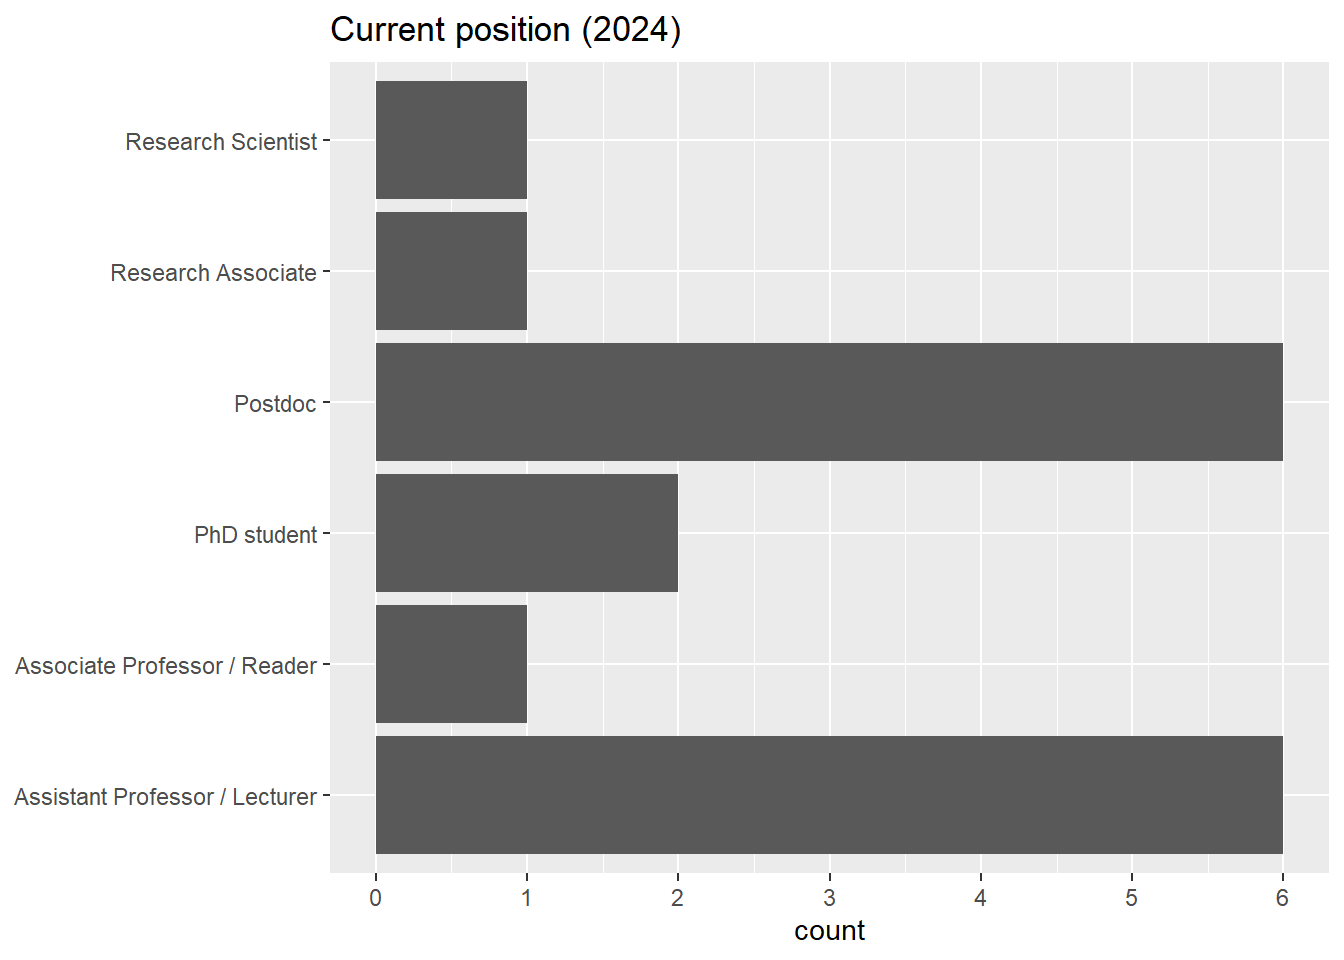 Current position (2024)
Research Scientist
Research Associate
Postdoc
PhD student
Associate Professor / Reader
Assistant Professor / Lecturer
0 1 2 3 4 5 6
count